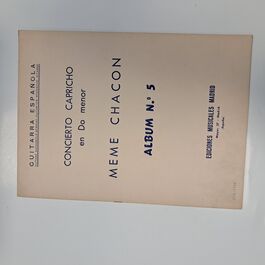 GUITARRA ESPAÑOLA
CONCIERTO CAPRICHO
en Do menor
MEME CHACON
ALBUM N.º 5
EDICIONES MUSICALES MADRID